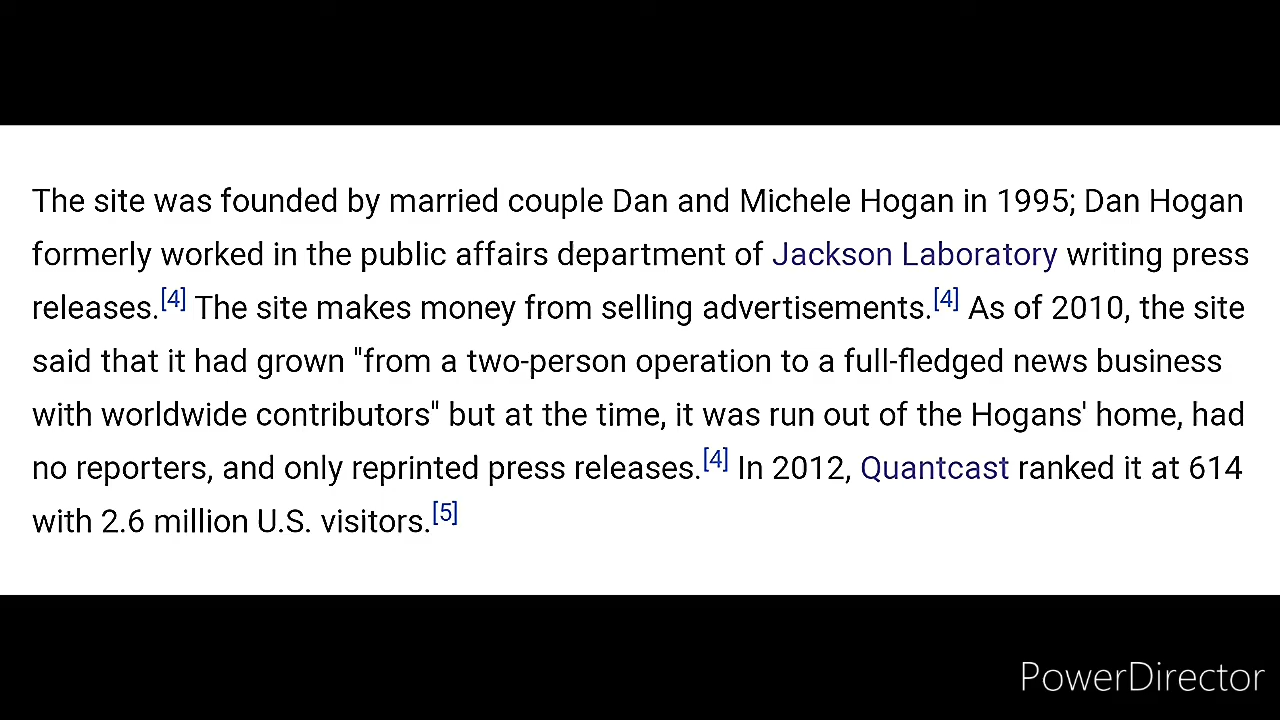 The site was founded by married couple Dan and Michele Hogan in 1995; Dan Hogan
formerly worked in the public affairs department of Jackson Laboratory writing press
releases.[4] The site makes money from selling advertisements.[4] As of 2010, the site
said that it had grown "from a two-person operation to a full-fledged news business
with worldwide contributors" but at the time, it was run out of the Hogans' home, had
no reporters, and only reprinted press releases.[4] In 2012, Quantcast ranked it at 614
with 2.6 million U.S. visitors.[5]
PowerDirector